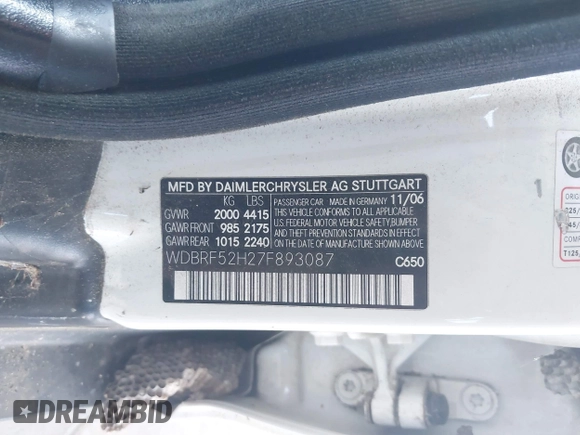 MFD BY DAIMLERCHRYSLER AG STUTTGART
KG LBS
GVWR 2000 4415
GAWR FRONT 985 2175
GAWR REAR 1015 2240
PASSENGER CAR MADE IN GERMANY 11/06
THIS VEHICLE CONFORMS TO ALL APPLICABLE
U.S. FEDERAL MOTOR VEHICLE SAFETY, BUMPER
AND THEFT PREVENTION STANDARDS IN EFFECT
ON THE DATE OF MANUFACTURE SHOWN ABOVE.
WDBRF52H27F893087 C650
DREAMBID